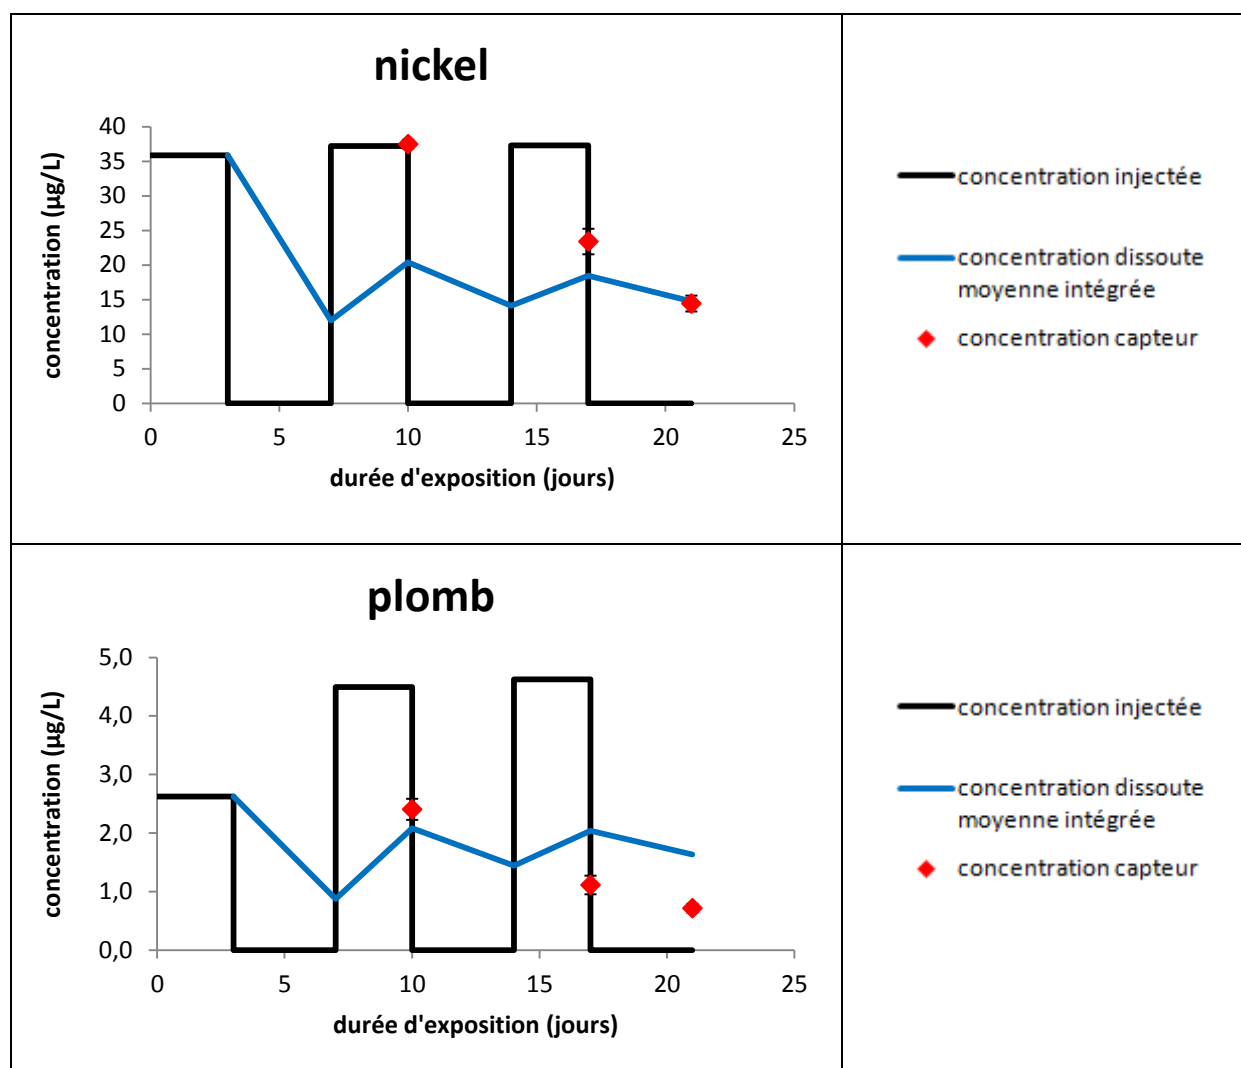 nickel
concentration (µg/L)
40
35
30
25
20
15
10
5
0
0 5 10 15 20 25
durée d'exposition (jours)
concentration injectée
concentration dissoute
moyenne intégrée
concentration capteur
plomb
concentration (µg/L)
5,0
4,0
3,0
2,0
1,0
0,0
0 5 10 15 20 25
durée d'exposition (jours)
concentration injectée
concentration dissoute
moyenne intégrée
concentration capteur